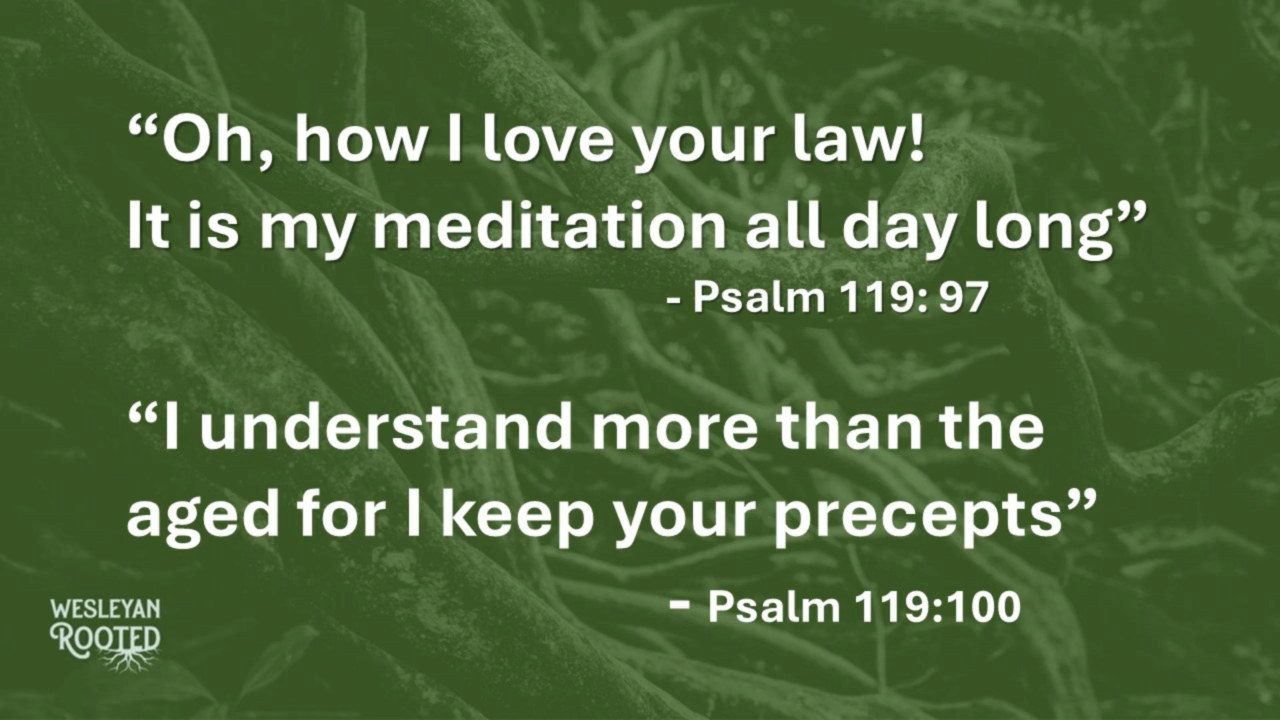 “Oh, how I love your law!
It is my meditation all day long”
- Psalm 119: 97
“I understand more than the
aged for I keep your precepts”
- Psalm 119:100
WESLEYAN
ROOTED